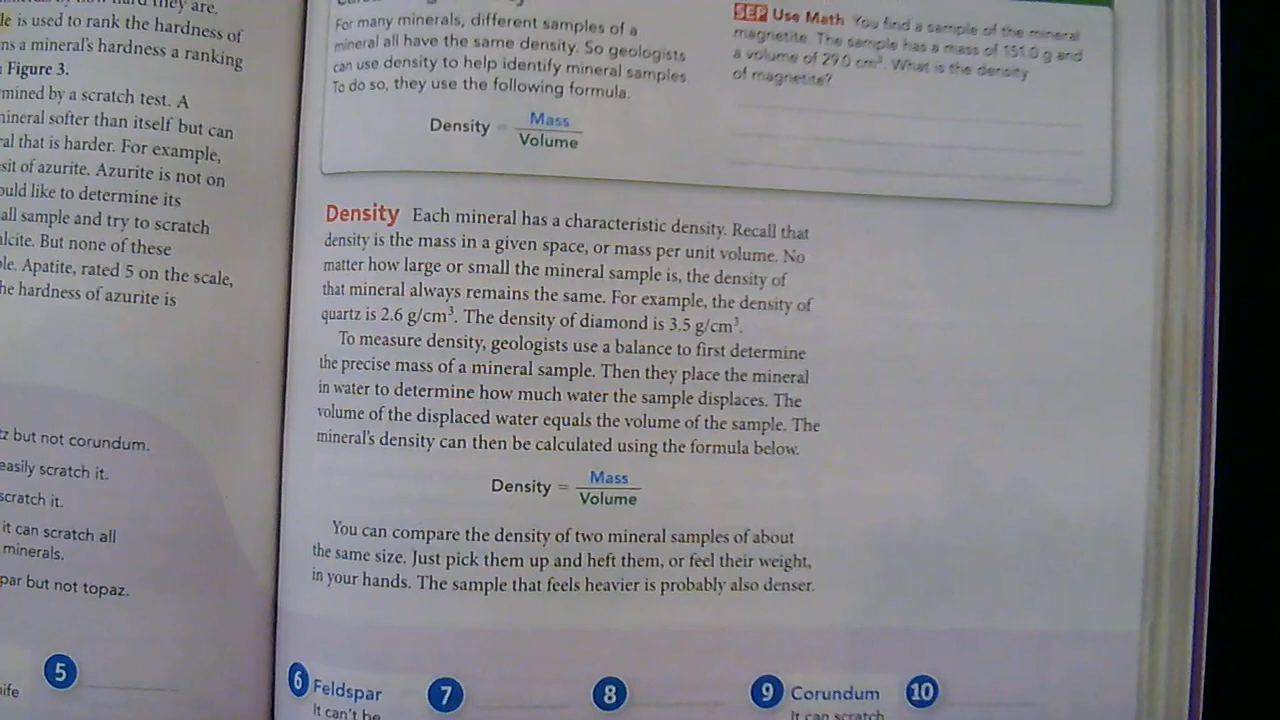 le is used to rank the hardness of
ns a mineral's hardness a ranking
Figure 3.
mined by a scratch test. A
mineral softer than itself but can
ral that is harder. For example,
sit of azurite. Azurite is not on
ould like to determine its
all sample and try to scratch
alcite. But none of these
ple. Apatite, rated 5 on the scale,
he hardness of azurite is
tz but not corundum.
easily scratch it.
scratch it.
it can scratch all
minerals.
par but not topaz.
5
nife
For many minerals, different samples of a
mineral all have the same density. So geologists
can use density to help identify mineral samples
To do so, they use the following formula.
Density = Mass
Volume
SEP Use Math You find a sample of the mineral
magnetite. The sample has a mass of 151.0 g and
a volume of 29.0 cm³. What is the density
of magnetite?
Density Each mineral has a characteristic density. Recall that
density is the mass in a given space, or mass per unit volume. No
matter how large or small the mineral sample is, the density of
that mineral always remains the same. For example, the density of
quartz is 2.6 g/cm³. The density of diamond is 3.5 g/cm³.
To measure density, geologists use a balance to first determine
the precise mass of a mineral sample. Then they place the mineral
in water to determine how much water the sample displaces. The
volume of the displaced water equals the volume of the sample. The
mineral's density can then be calculated using the formula below.
Density = Mass
Volume
You can compare the density of two mineral samples of about
the same size. Just pick them up and heft them, or feel their weight,
in your hands. The sample that feels heavier is probably also denser.
6 Feldspar
It can't be
7
8
9 Corundum
It can scratch
10